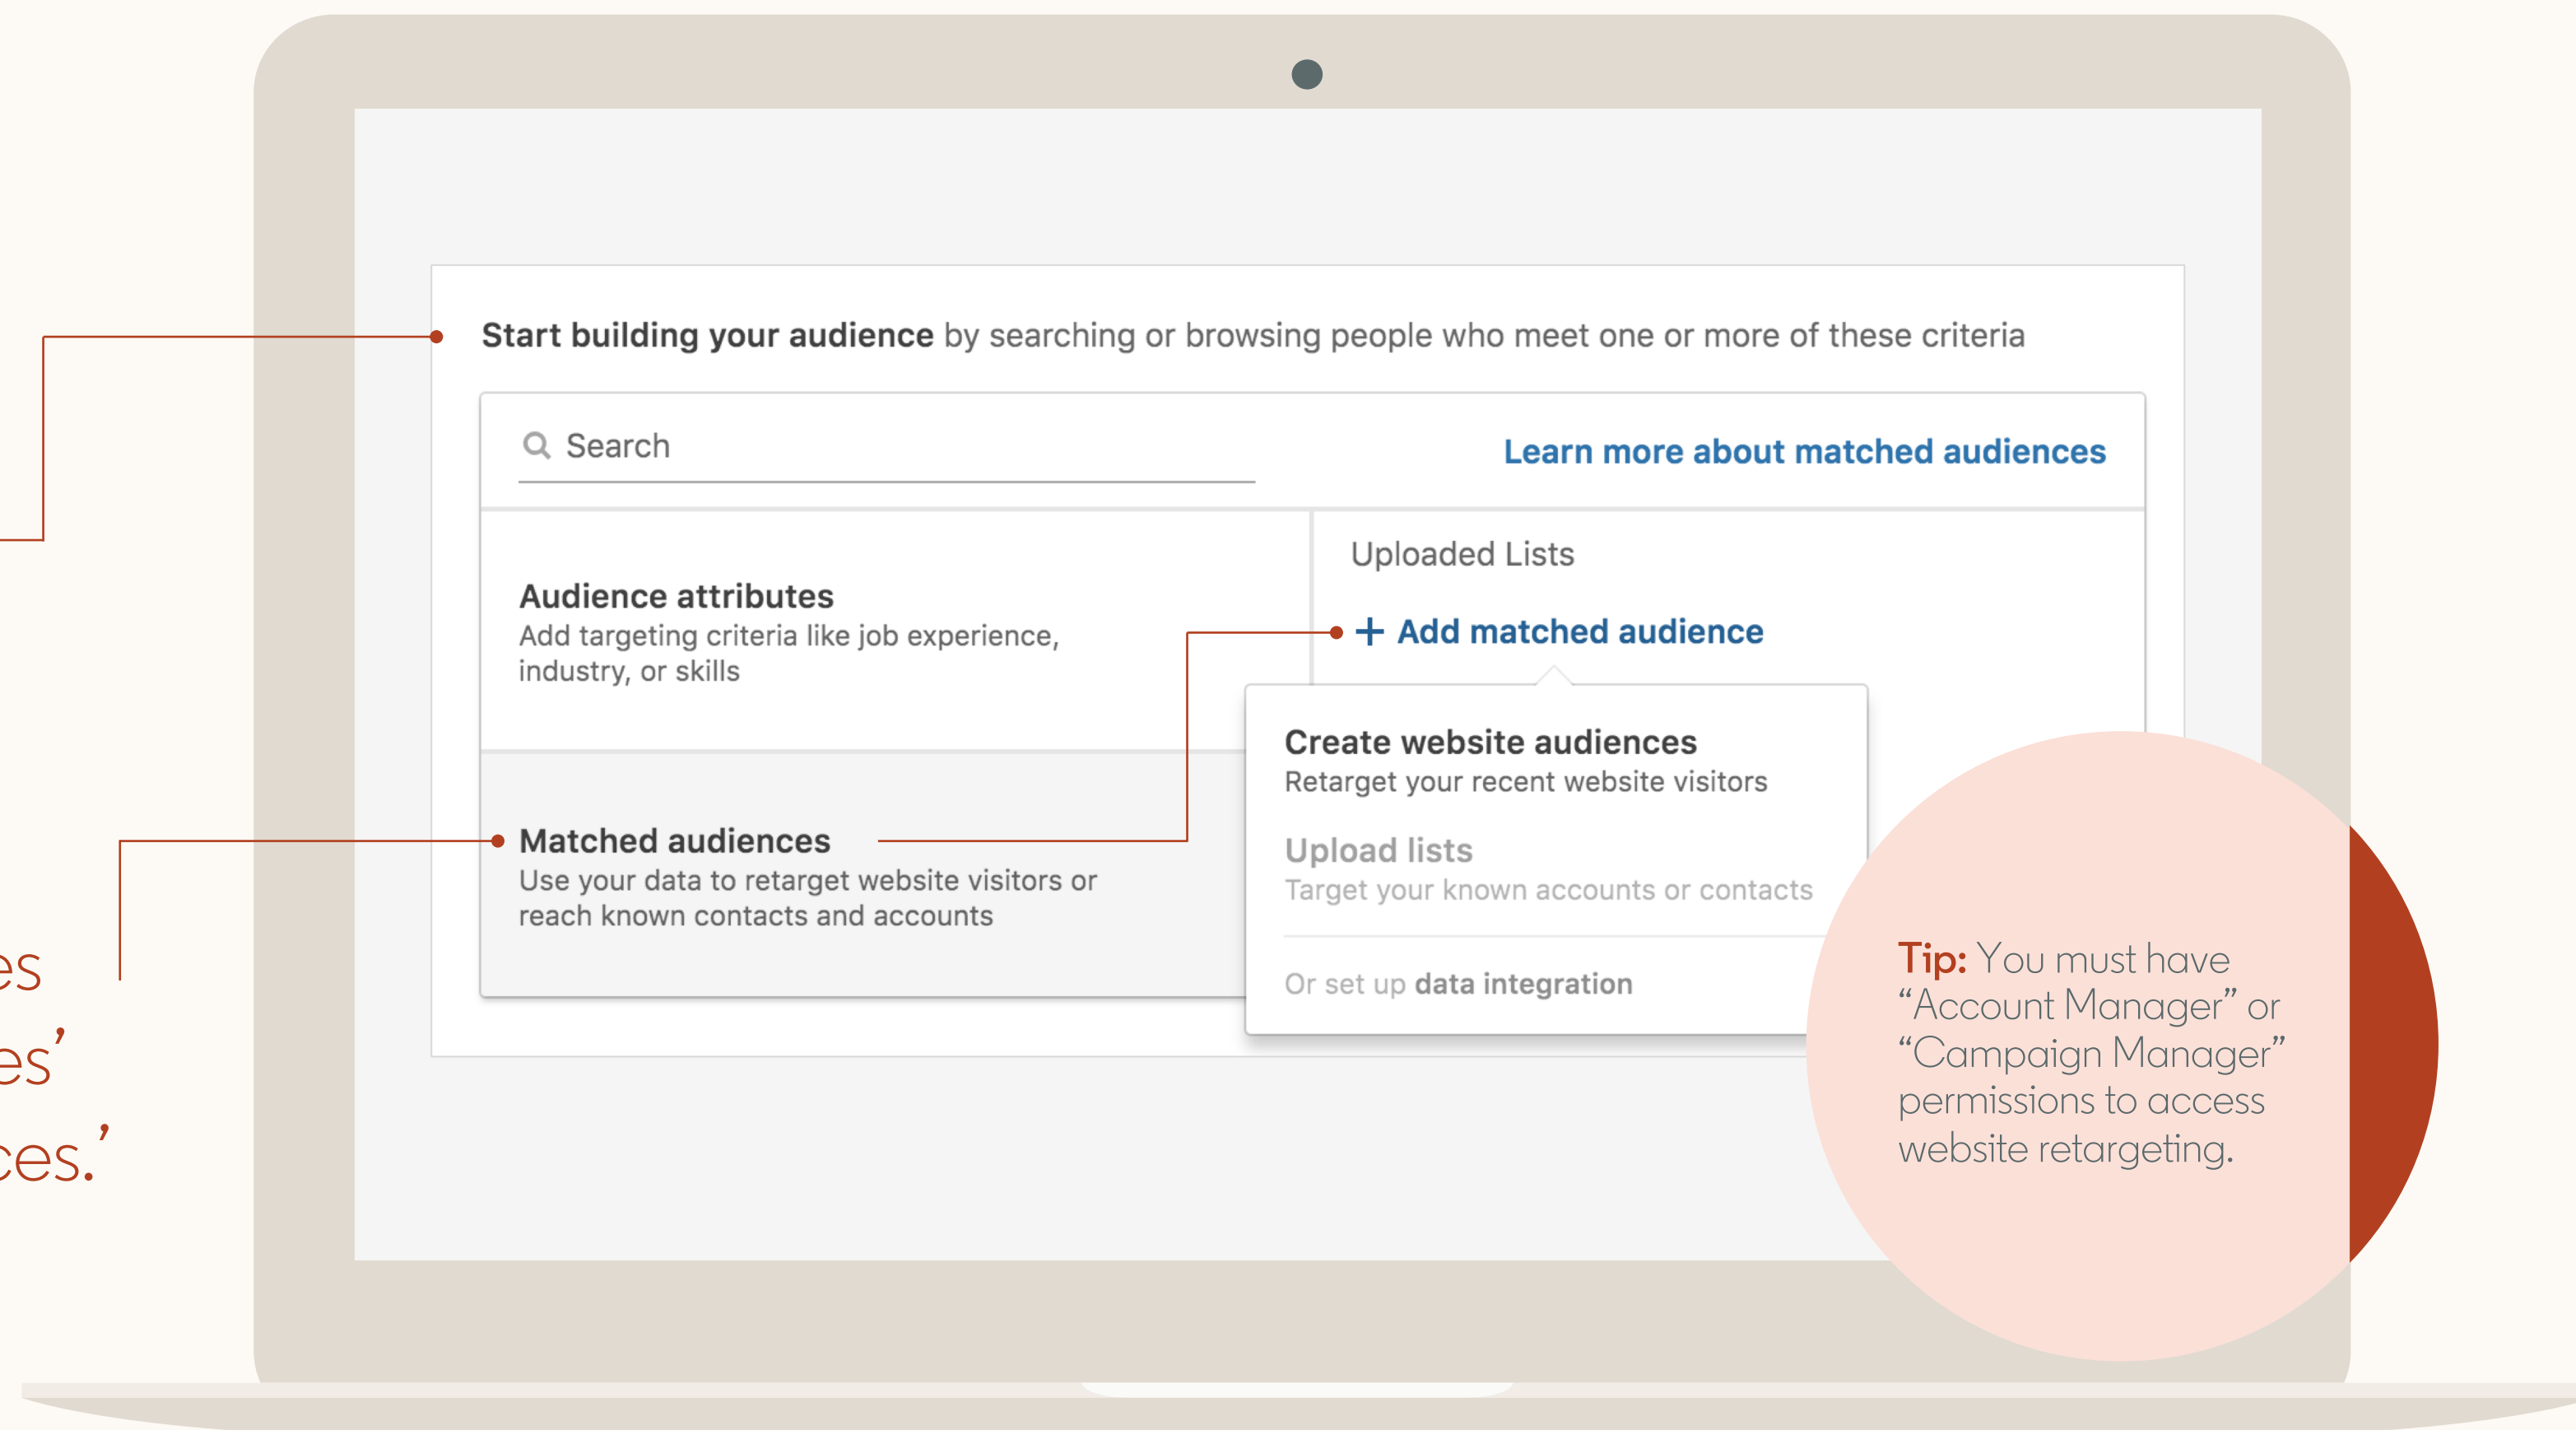 Start building your audience by searching or browsing people who meet one or more of these criteria
Search
Learn more about matched audiences
Audience attributes
Add targeting criteria like job experience,
industry, or skills
Matched audiences
Use your data to retarget website visitors or
reach known contacts and accounts
Uploaded Lists
+ Add matched audience
Create website audiences
Retarget your recent website visitors
Upload lists
Target your known accounts or contacts
Or set up data integration
Tip: You must have
“Account Manager” or
“Campaign Manager”
permissions to access
website retargeting.